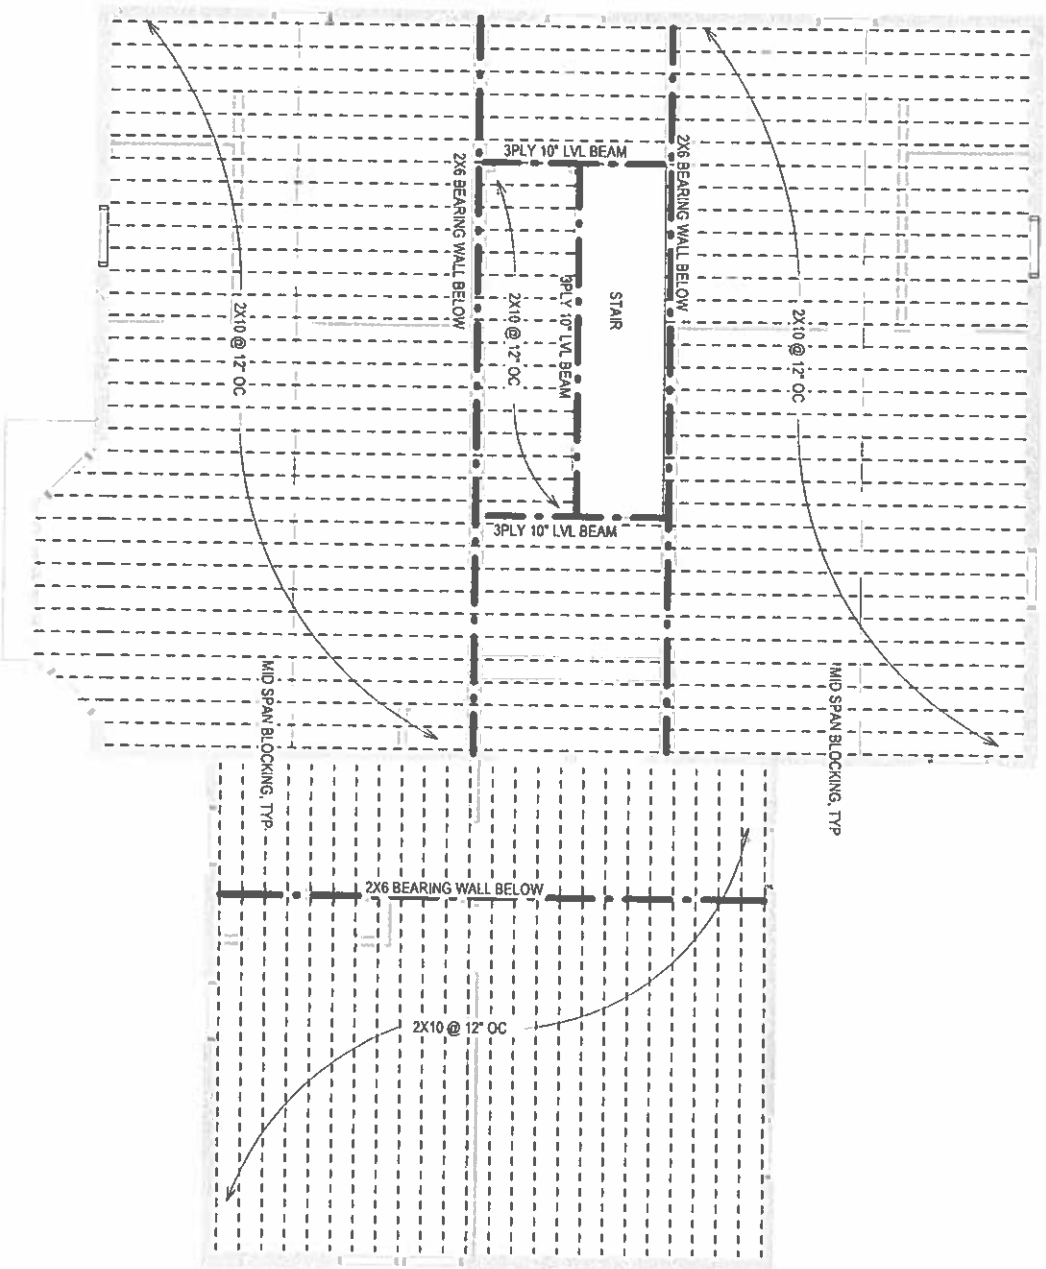 3PLY 10" LVL BEAM
2X6 BEARING WALL BELOW
2X6 BEARING WALL BELOW
2X10 @ 12" OC
2X10 @ 12" OC
3PLY 10" LVL BEAM
STAIR
2X10 @ 12" OC
3PLY 10" LVL BEAM
MID SPAN BLOCKING, TYP
MID SPAN BLOCKING, TYP
2X6 BEARING WALL BELOW
2X10 @ 12" OC